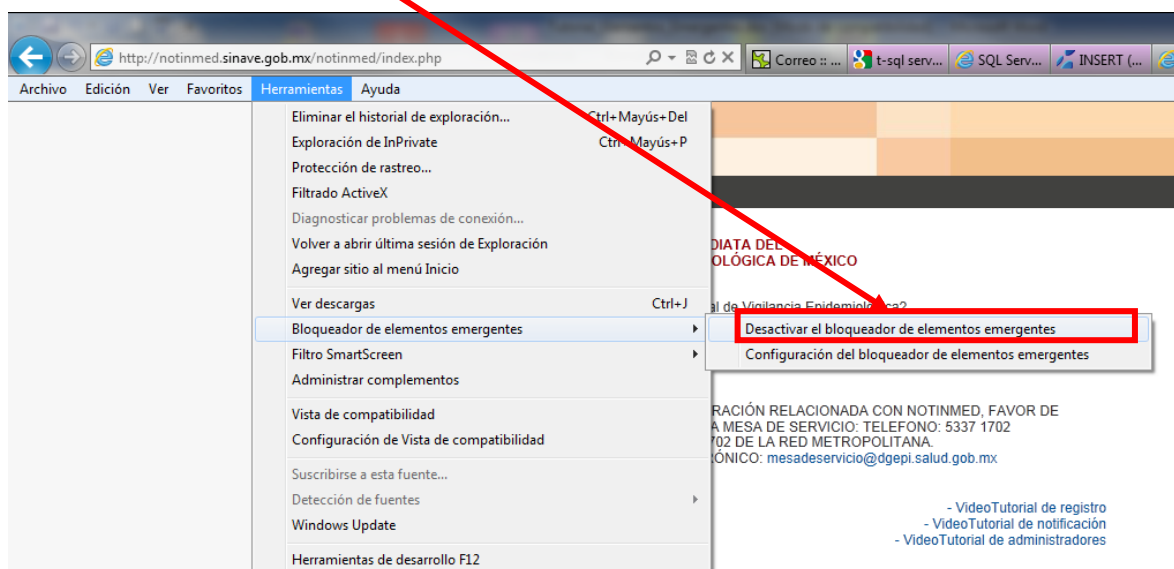 http://notinmed.sinave.gob.mx/notinmed/index.php
Correo :: ...
t-sql serv...
SQL Serv...
INSERT (...
Archivo Edición Ver Favoritos Herramientas Ayuda
Eliminar el historial de exploración... Ctrl+Mayús+Del
Exploración de InPrivate Ctrl+Mayús+P
Protección de rastreo...
Filtrado ActiveX
Diagnosticar problemas de conexión...
Volver a abrir última sesión de Exploración
Agregar sitio al menú Inicio
Ver descargas Ctrl+J
Bloqueador de elementos emergentes
Filtro SmartScreen
Administrar complementos
Vista de compatibilidad
Configuración de Vista de compatibilidad
Suscribirse a esta fuente...
Detección de fuentes
Windows Update
Herramientas de desarrollo F12
Desactivar el bloqueador de elementos emergentes
Configuración del bloqueador de elementos emergentes
DIATA DEL
OLÓGICA DE MÉXICO
al de Vigilancia Epidemiológica?
RACIÓN RELACIONADA CON NOTINMED, FAVOR DE
A MESA DE SERVICIO: TELEFONO: 5337 1702
702 DE LA RED METROPOLITANA.
ÓNICO: mesadeservicio@dgepi.salud.gob.mx
- VideoTutorial de registro
- VideoTutorial de notificación
- VideoTutorial de administradores